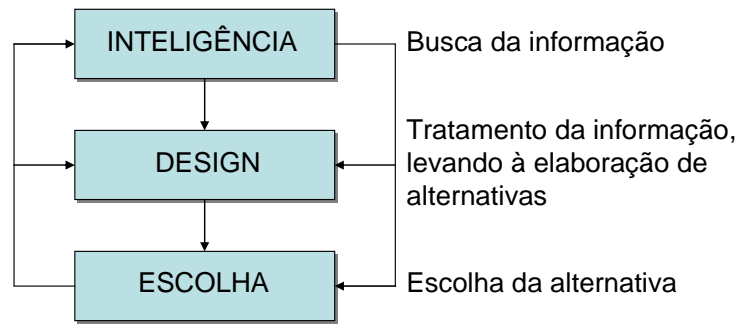 INTELIGÊNCIA
Busca da informação
DESIGN
Tratamento da informação,
levando à elaboração de
alternativas
ESCOLHA
Escolha da alternativa